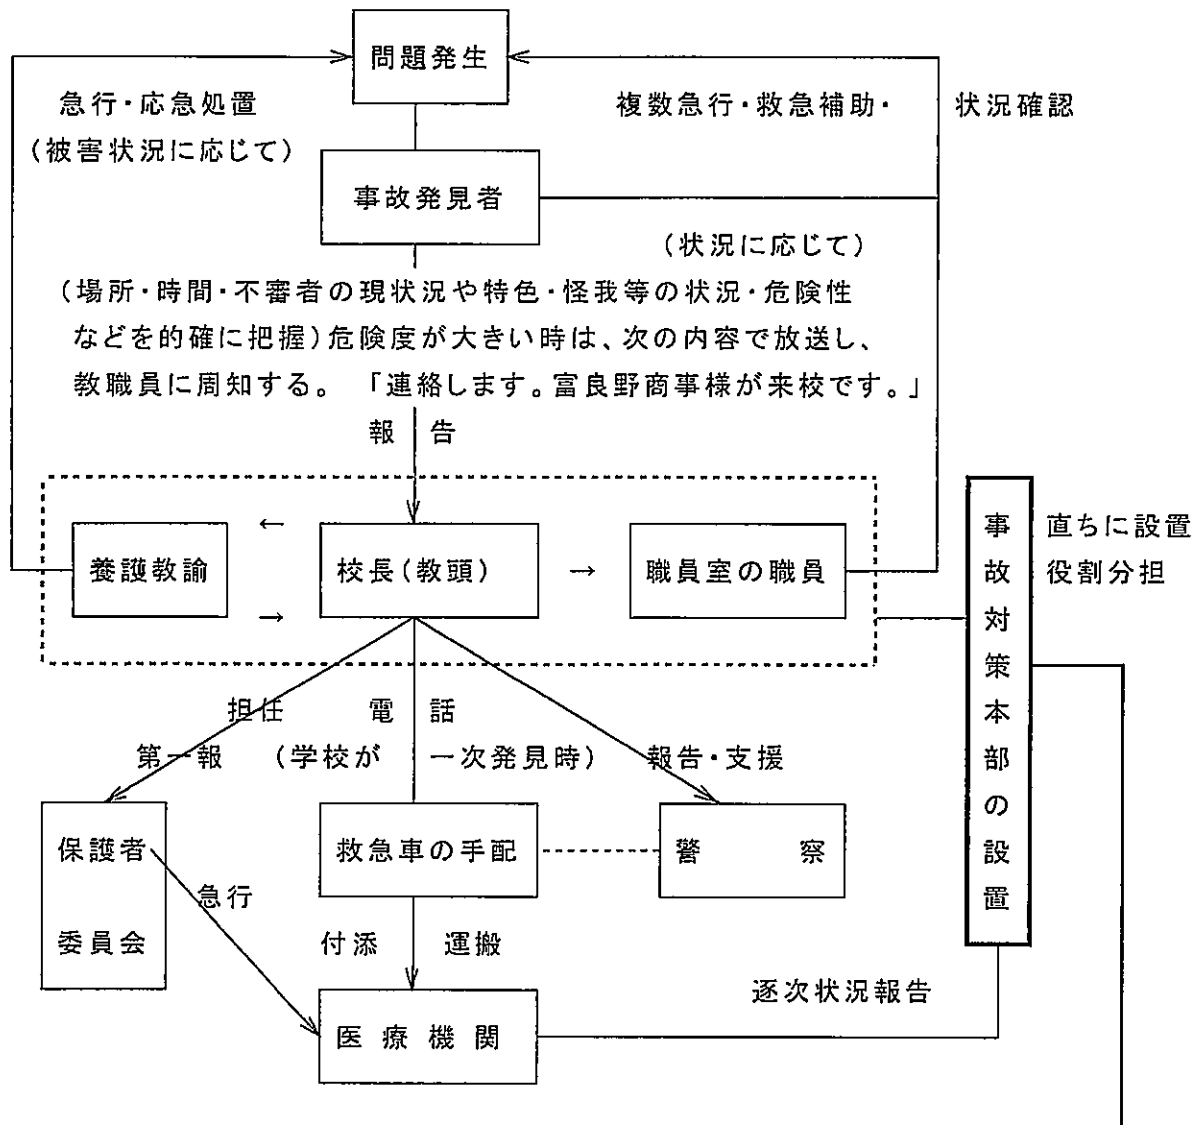 問題発生
急行・応急処置
(被害状況に応じて)
複数急行・救急補助・ 状況確認
事故発見者
(状況に応じて)
(場所・時間・不審者の現状況や特色・怪我等の状況・危険性
などを的確に把握)危険度が大きい時は、次の内容で放送し、
教職員に周知する。 「連絡します。富良野商事様が来校です。」
報 告
養護教諭
←
→
校長(教頭)
→
職員室の職員
事故対策本部の設置
直ちに設置
役割分担
担任 電 話
第一報 (学校が 一次発見時) 報告・支援
保護者
委員会
救急車の手配
警 察
急行
付添 運搬
逐次状況報告
医療機関